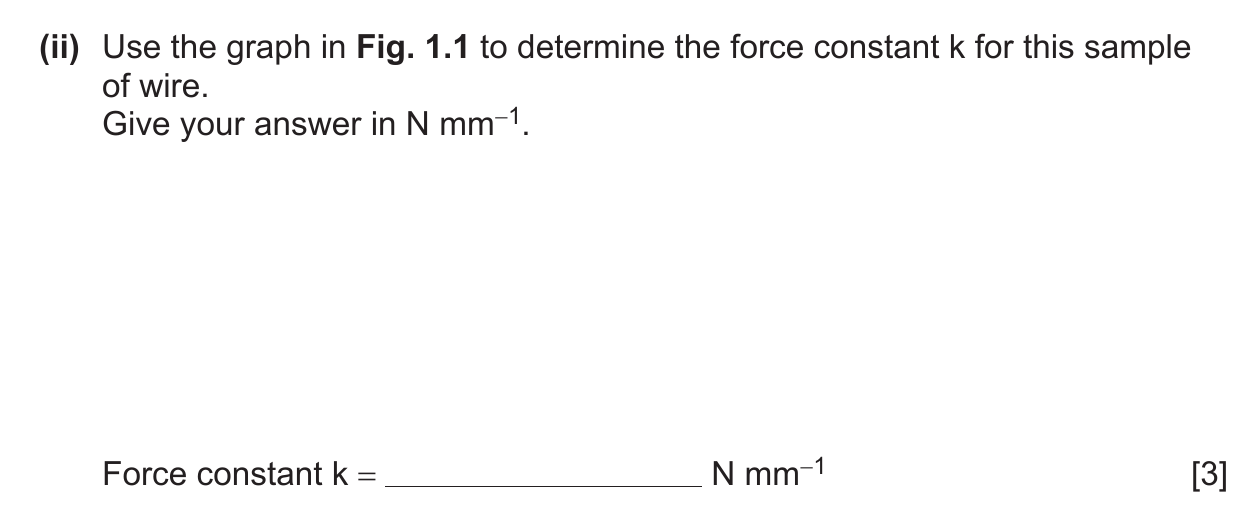 (ii) Use the graph in Fig. 1.1 to determine the force constant k for this sample
of wire.
Give your answer in N mm⁻¹.
Force constant k = ____________________ N mm⁻¹ [3]